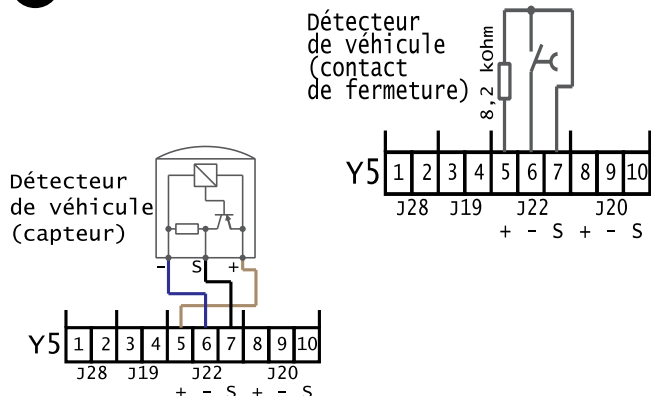 Détecteur
de véhicule
(contact
de fermeture)
8,2 kOhm
Y5 1 2 3 4 5 6 7 8 9 10
J28 J19 J22 J20
+ - S + - S
Détecteur
de véhicule
(capteur)
- S +
Y5 1 2 3 4 5 6 7 8 9 10
J28 J19 J22 J20
+ - S + - S